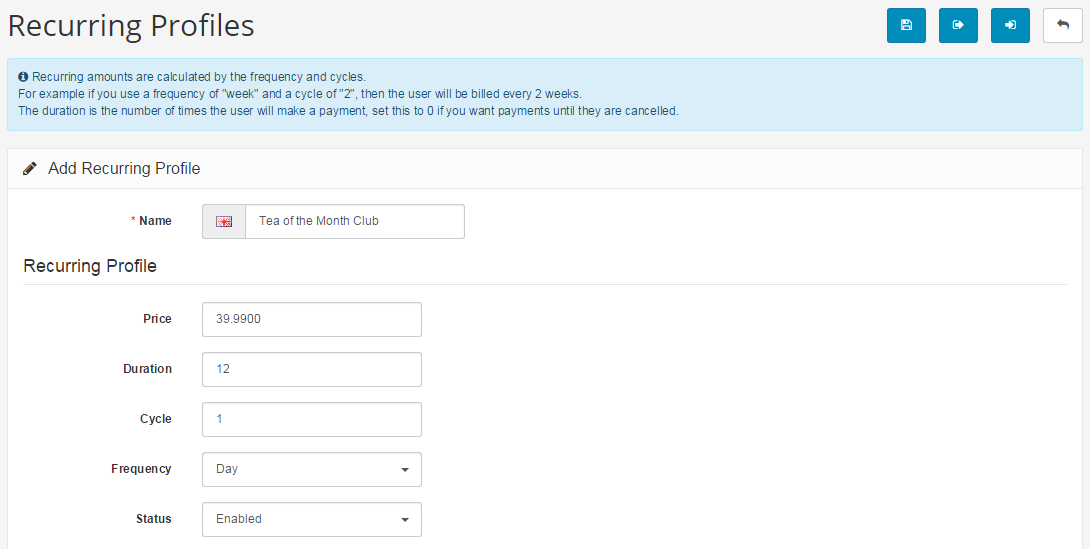 Recurring Profiles
Recurring amounts are calculated by the frequency and cycles.
For example if you use a frequency of "week" and a cycle of "2", then the user will be billed every 2 weeks.
The duration is the number of times the user will make a payment, set this to 0 if you want payments until they are cancelled.
Add Recurring Profile
* Name Tea of the Month Club
Recurring Profile
Price 39.9900
Duration 12
Cycle 1
Frequency Day
Status Enabled